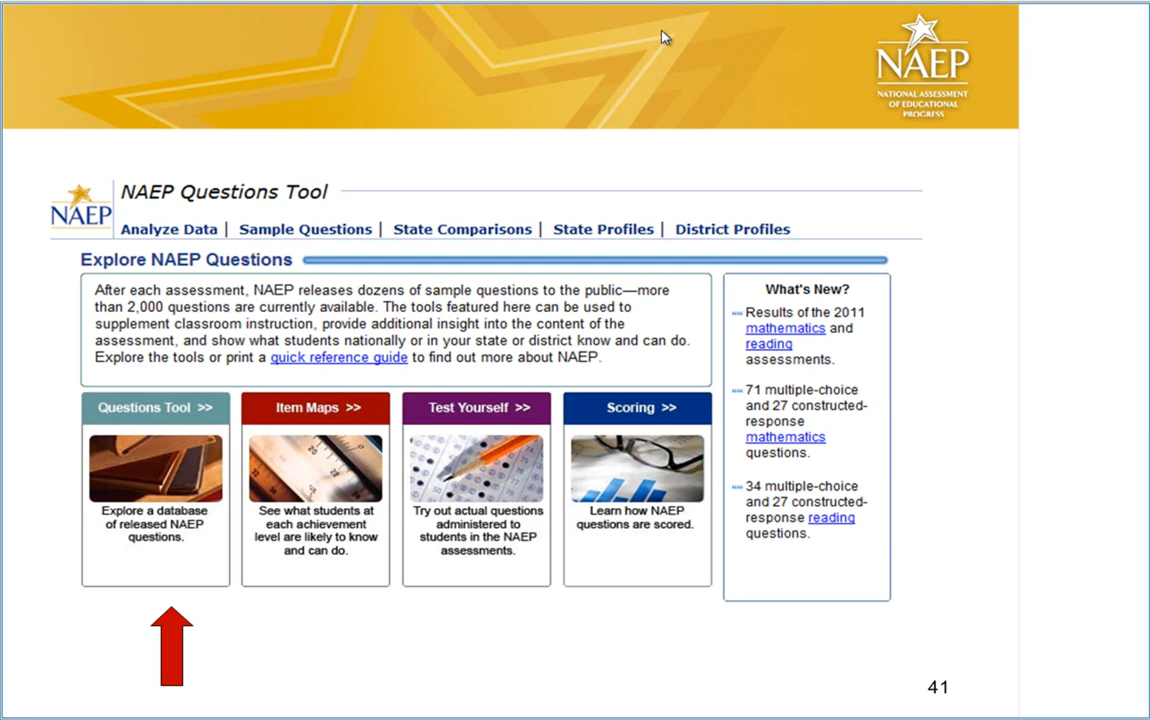 NAEP
NATIONAL ASSESSMENT
OF EDUCATIONAL
PROGRESS
NAEP
NAEP Questions Tool
Analyze Data | Sample Questions | State Comparisons | State Profiles | District Profiles
Explore NAEP Questions
After each assessment, NAEP releases dozens of sample questions to the public—more
than 2,000 questions are currently available. The tools featured here can be used to
supplement classroom instruction, provide additional insight into the content of the
assessment, and show what students nationally or in your state or district know and can do.
Explore the tools or print a quick reference guide to find out more about NAEP.
Questions Tool >>
Explore a database
of released NAEP
questions.
Item Maps >>
See what students at
each achievement
level are likely to know
and can do.
Test Yourself >>
Try out actual questions
administered to
students in the NAEP
assessments.
Scoring >>
Learn how NAEP
questions are scored.
What's New?
Results of the 2011
mathematics and
reading
assessments.
71 multiple-choice
and 27 constructed-
response
mathematics
questions.
34 multiple-choice
and 27 constructed-
response reading
questions.
41